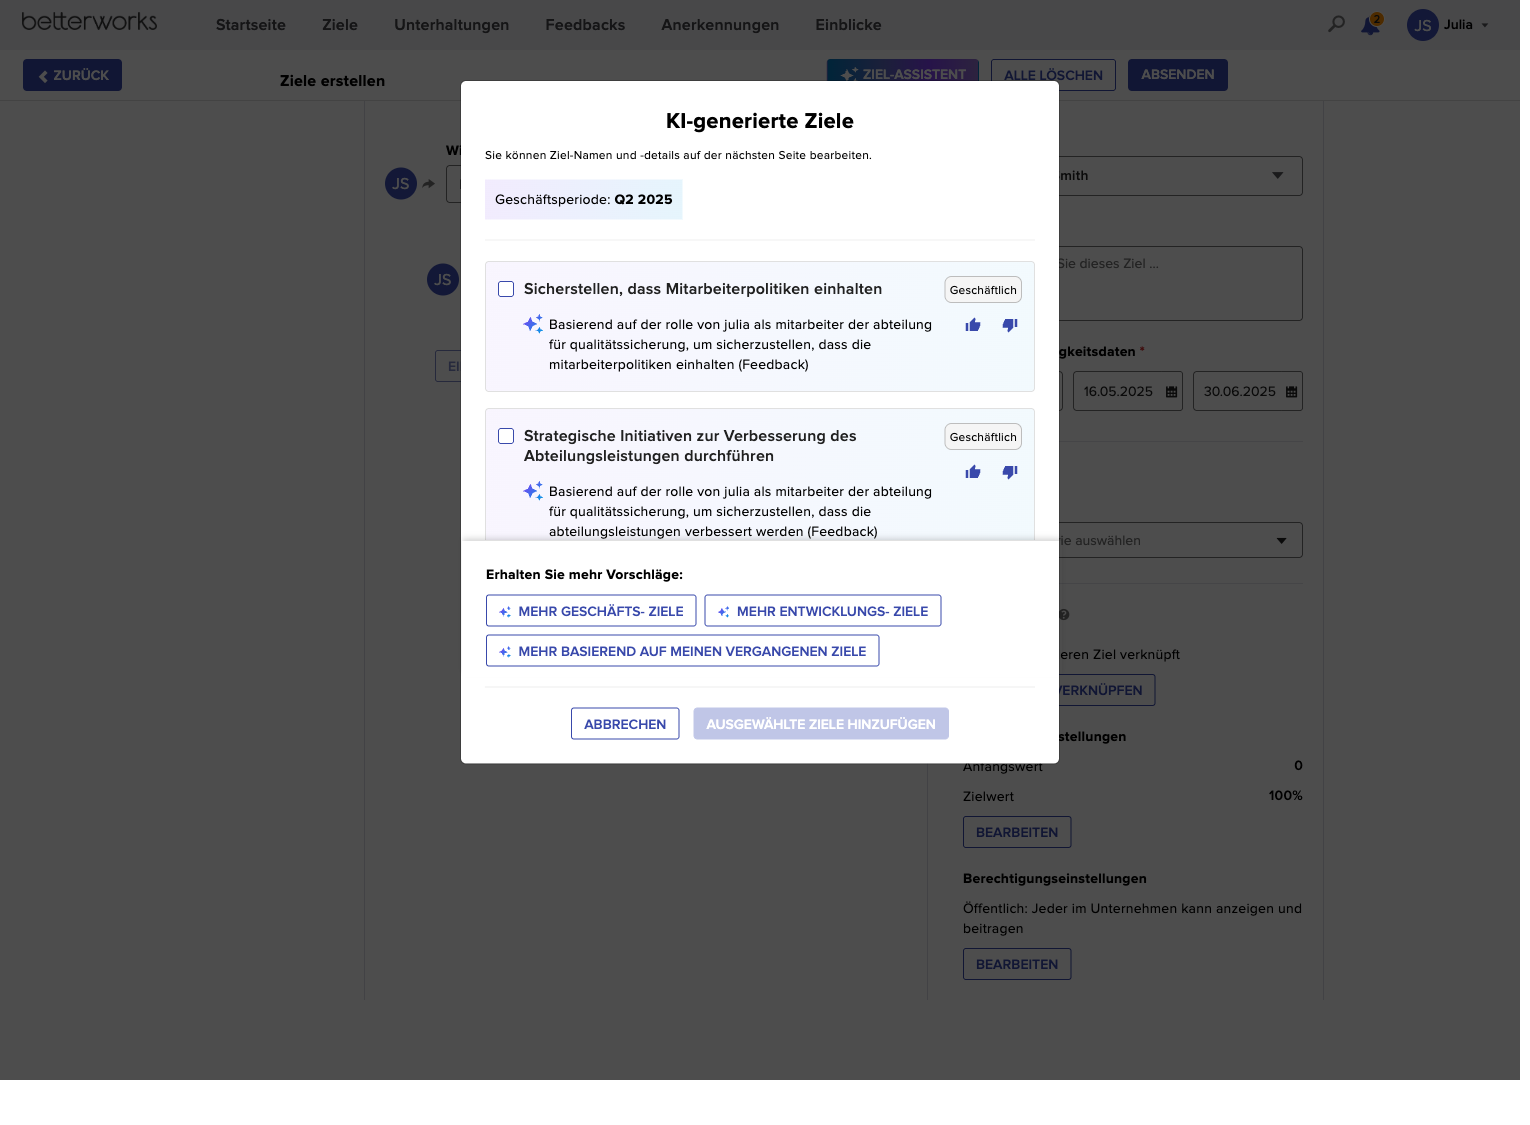 betterworks
Startseite
Ziele
Unterhaltungen
Feedbacks
Anerkennungen
Einblicke
2
JS
Julia
ZURÜCK
Ziele erstellen
ZIEL-ASSISTENT
ALLE LÖSCHEN
ABSENDEN
KI-generierte Ziele
Sie können Ziel-Namen und -details auf der nächsten Seite bearbeiten.
Geschäftsperiode: Q2 2025
Sicherstellen, dass Mitarbeiterpolitiken einhalten
Geschäftlich
Basierend auf der rolle von julia als mitarbeiter der abteilung
für qualitätssicherung, um sicherzustellen, dass die
mitarbeiterpolitiken einhalten (Feedback)
Strategische Initiativen zur Verbesserung des
Abteilungsleistungen durchführen
Geschäftlich
Basierend auf der rolle von julia als mitarbeiter der abteilung
für qualitätssicherung, um sicherzustellen, dass die
abteilungsleistungen verbessert werden (Feedback)
Erhalten Sie mehr Vorschläge:
MEHR GESCHÄFTS- ZIELE
MEHR ENTWICKLUNGS- ZIELE
MEHR BASIEREND AUF MEINEN VERGANGENEN ZIELE
ABBRECHEN
AUSGEWÄHLTE ZIELE HINZUFÜGEN
JS
JS
Sie dieses Ziel ...
16.05.2025
30.06.2025
auswählen
Ziel verknüpft
VERKNÜPFEN
Anfangswert
0
Zielwert
100%
BEARBEITEN
Berechtigungseinstellungen
Öffentlich: Jeder im Unternehmen kann anzeigen und
beitragen
BEARBEITEN